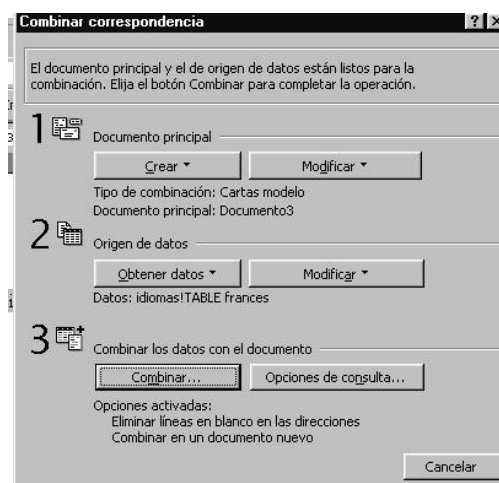 Combinar correspondencia
El documento principal y el de origen de datos están listos para la
combinación. Elija el botón Combinar para completar la operación.
1 Documento principal
Crear Modificar
Tipo de combinación: Cartas modelo
Documento principal: Documento3
2 Origen de datos
Obtener datos Modificar
Datos: idiomas!TABLE frances
3 Combinar los datos con el documento
Combinar... Opciones de consulta...
Opciones activadas:
Eliminar líneas en blanco en las direcciones
Combinar en un documento nuevo
Cancelar